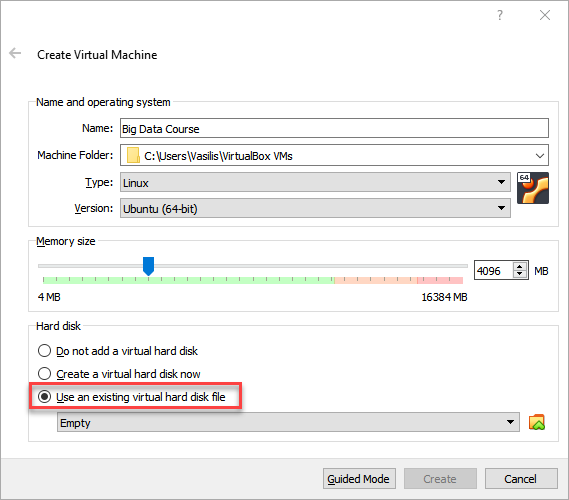 ?
Create Virtual Machine
Name and operating system
Name: Big Data Course
Machine Folder: C:\Users\Vasilis\VirtualBox VMs
Type: Linux
64
Version: Ubuntu (64-bit)
Memory size
4096 MB
4 MB 16384 MB
Hard disk
Do not add a virtual hard disk
Create a virtual hard disk now
Use an existing virtual hard disk file
Empty
Guided Mode Create Cancel